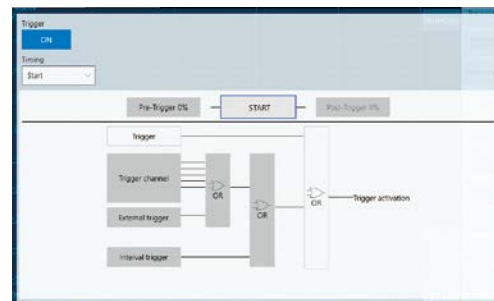 Trigger
ON
Timing
Start
Pre-Trigger 0%
START
Post-Trigger 0%
Trigger
Trigger channel
OR
External trigger
OR
OR
Trigger activation
Interval trigger